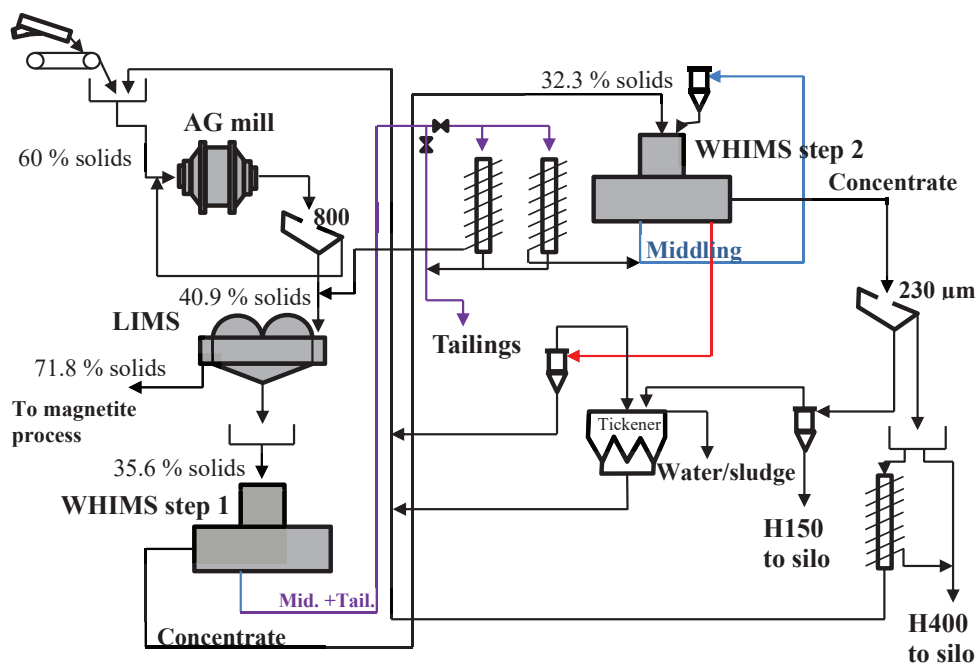 32.3 % solids
AG mill
60 % solids
WHIMS step 2
Concentrate
800
Middling
40.9 % solids
230 µm
LIMS
Tailings
71.8 % solids
To magnetite
process
Tickener
35.6 % solids
Water/sludge
WHIMS step 1
H150
to silo
Mid. +Tail.
Concentrate
H400
to silo